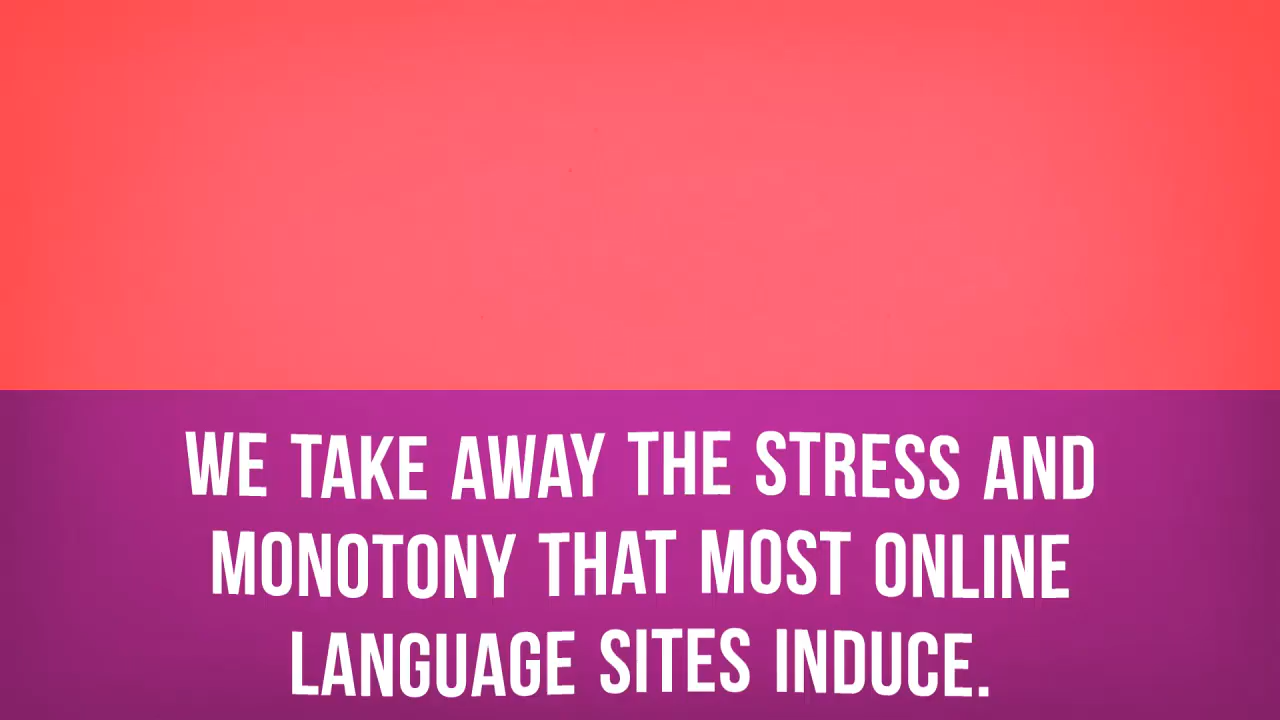 WE TAKE AWAY THE STRESS AND
MONOTONY THAT MOST ONLINE
LANGUAGE SITES INDUCE.